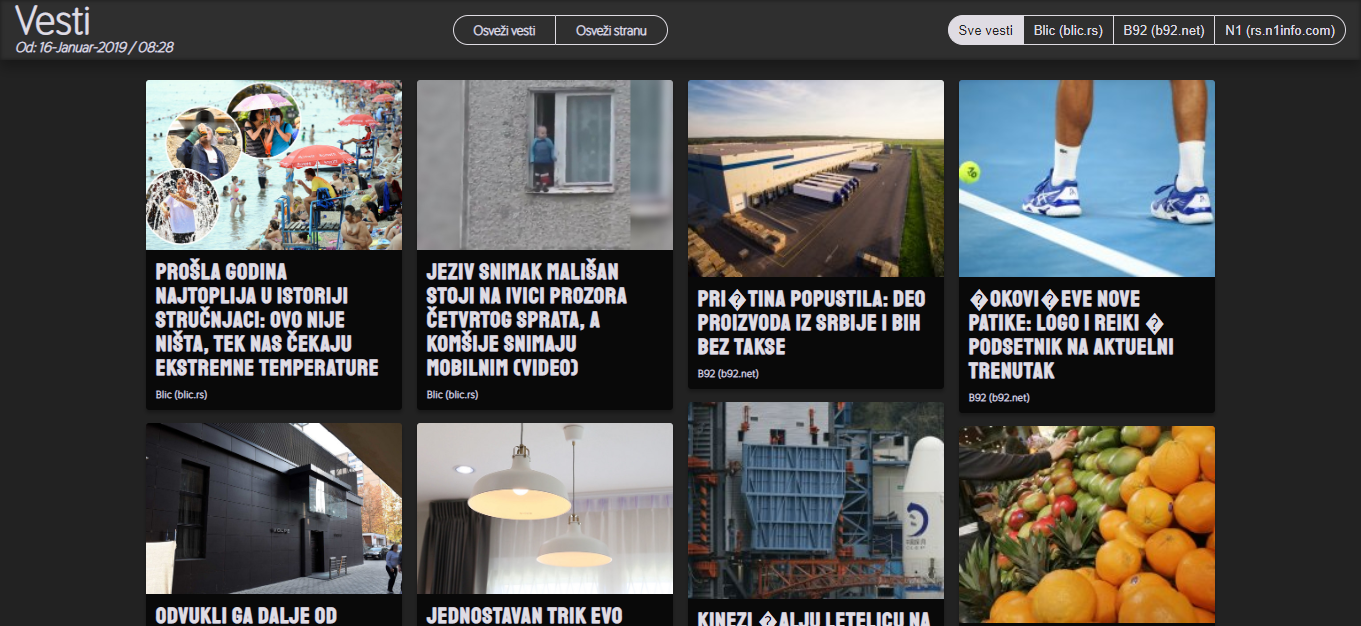 Vesti
Od: 16-Januar-2019 / 08:28
Osveži vesti
Osveži stranu
Sve vesti
Blic (blic.rs)
B92 (b92.net)
N1 (rs.n1info.com)
PROŠLA GODINA
NAJTOPLIJA U ISTORIJI
STRUČNJACI: OVO NIJE
NIŠTA, TEK NAS ČEKAJU
EKSTREMNE TEMPERATURE
Blic (blic.rs)
JEZIV SNIMAK MALIŠAN
STOJI NA IVICI PROZORA
ČETVRTOG SPRATA, A
KOMŠIJE SNIMAJU
MOBILNIM (VIDEO)
Blic (blic.rs)
PRI�TINA POPUSTILA: DEO
PROIZVODA IZ SRBIJE I BIH
BEZ TAKSE
B92 (b92.net)
�OKOVI�EVE NOVE
PATIKE: LOGO I REIKI �
PODSETNIK NA AKTUELNI
TRENUTAK
B92 (b92.net)
ODVUKLI GA DALJE OD
JEDNOSTAVAN TRIK EVO
KINEZI �ALJU LETELICU NA